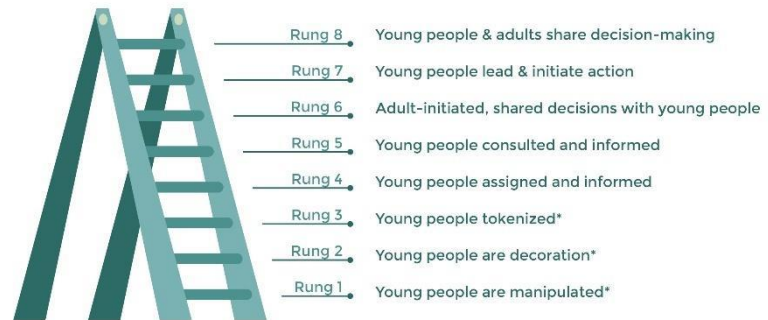 Rung 8 Young people & adults share decision-making
Rung 7 Young people lead & initiate action
Rung 6 Adult-initiated, shared decisions with young people
Rung 5 Young people consulted and informed
Rung 4 Young people assigned and informed
Rung 3 Young people tokenized*
Rung 2 Young people are decoration*
Rung 1 Young people are manipulated*